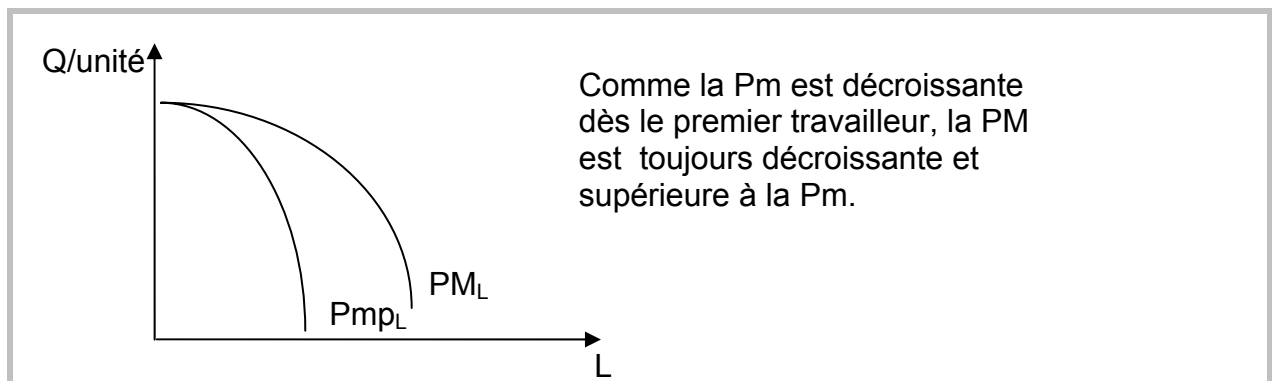 Q/unité
Comme la Pm est décroissante
dès le premier travailleur, la PM
est toujours décroissante et
supérieure à la Pm.
PML
PmpL
L